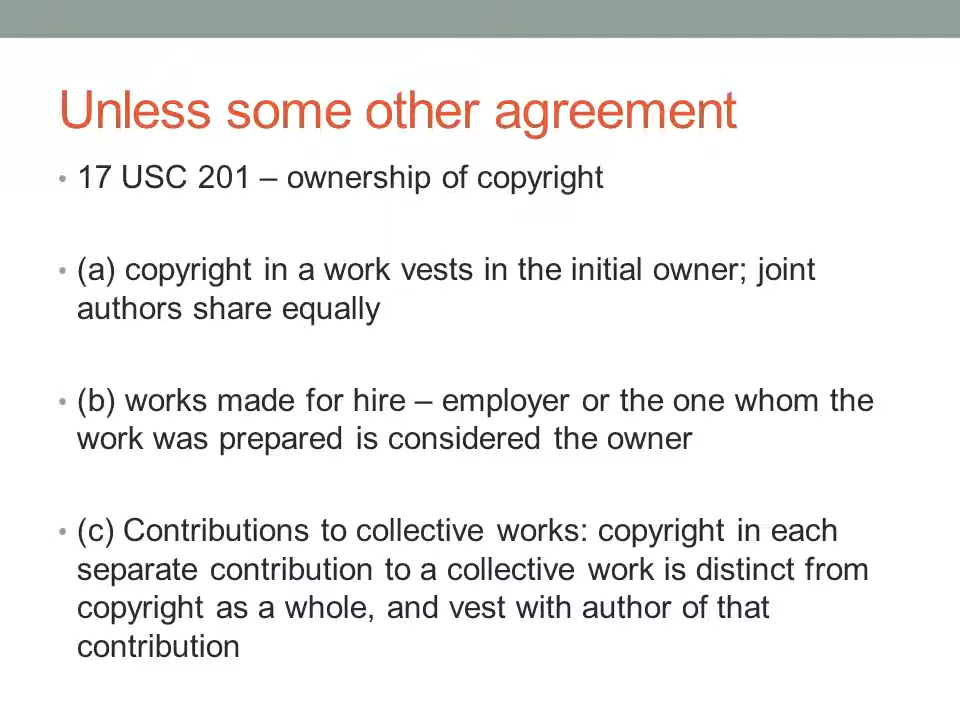 Unless some other agreement
• 17 USC 201 – ownership of copyright
• (a) copyright in a work vests in the initial owner; joint
authors share equally
• (b) works made for hire – employer or the one whom the
work was prepared is considered the owner
• (c) Contributions to collective works: copyright in each
separate contribution to a collective work is distinct from
copyright as a whole, and vest with author of that
contribution